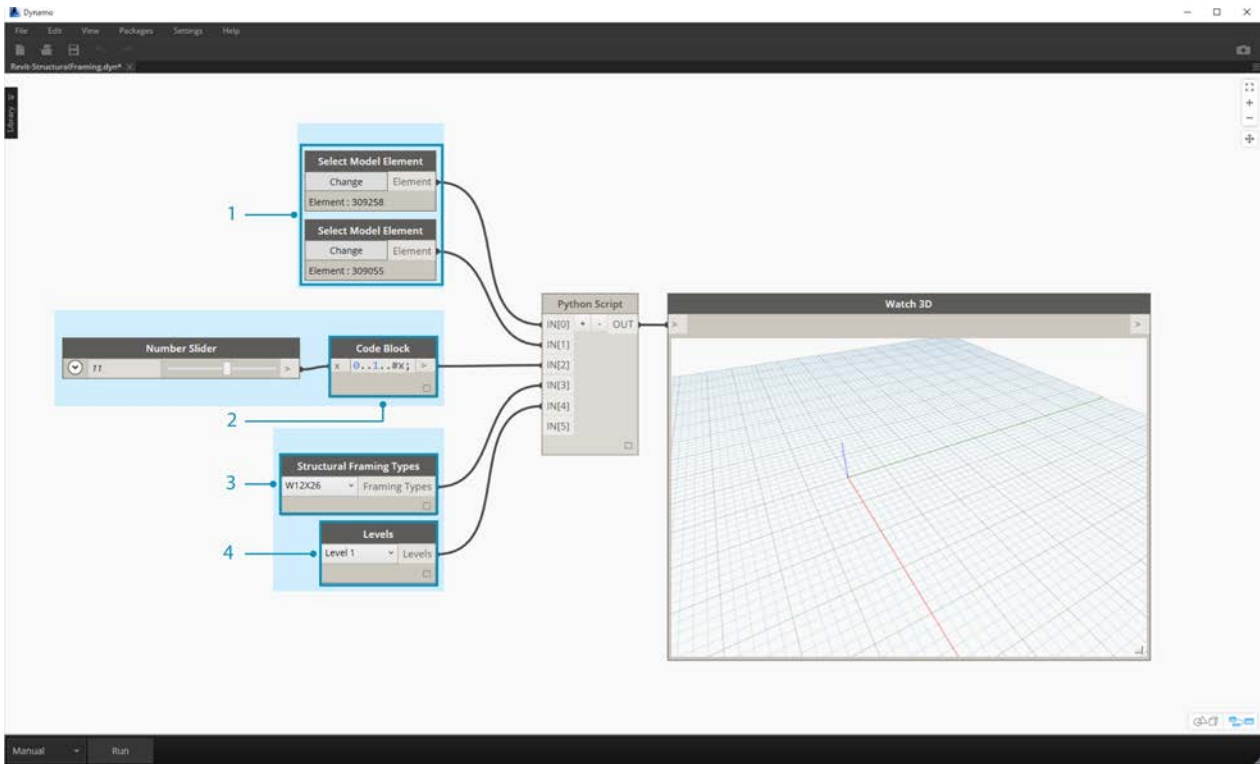 Dynamo
File Edit View Packages Settings Help
Revit-StructuralFraming.dyn*
Library
Select Model Element
Change Element
Element : 309258
1
Select Model Element
Change Element
Element : 309055
Python Script
IN[0] + - OUT
IN[1]
IN[2]
IN[3]
IN[4]
IN[5]
Watch 3D
> >
Number Slider
11 >
Code Block
x 0..1..#x; >
2
Structural Framing Types
3
W12X26 Framing Types
Levels
4
Level 1 Levels
Manual Run